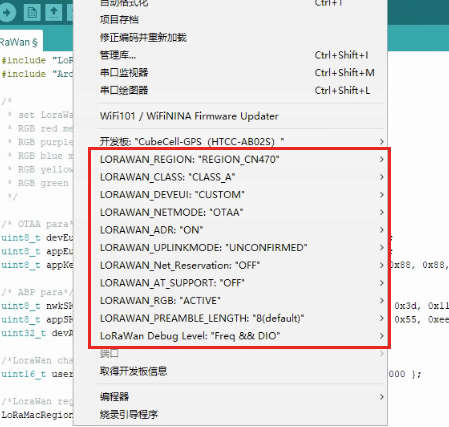 自动格式化 Ctrl+T
项目存档
修正编码并重新加载
管理库... Ctrl+Shift+I
串口监视器 Ctrl+Shift+M
串口绘图器 Ctrl+Shift+L
WiFi101 / WiFiNINA Firmware Updater
开发板: "CubeCell-GPS（HTCC-AB02S）"
LORAWAN_REGION: "REGION_CN470"
LORAWAN_CLASS: "CLASS_A"
LORAWAN_DEVEUI: "CUSTOM"
LORAWAN_NETMODE: "OTAA"
LORAWAN_ADR: "ON"
LORAWAN_UPLINKMODE: "UNCONFIRMED"
LORAWAN_Net_Reservation: "OFF"
LORAWAN_AT_SUPPORT: "OFF"
LORAWAN_RGB: "ACTIVE"
LORAWAN_PREAMBLE_LENGTH: "8(default)"
LoRaWan Debug Level: "Freq && DIO"
端口
取得开发板信息
编程器
烧录引导程序
RaWan §
#include "LoR
#include "Ard
/*
* set LoraWa
* RGB red me
* RGB purple
* RGB blue m
* RGB yellow
* RGB green
*/
/* OTAA para*
uint8_t devEu
uint8_t appEu
uint8_t appKe 0x88, 0x88,
/* ABP para*/
uint8_t nwkSK 0x3d, 0x11
uint8_t appSK 0x55, 0xee
uint32_t devA
/*LoraWan cha
uint16_t user 000 };
/*LoraWan reg
LoRaMacRegion